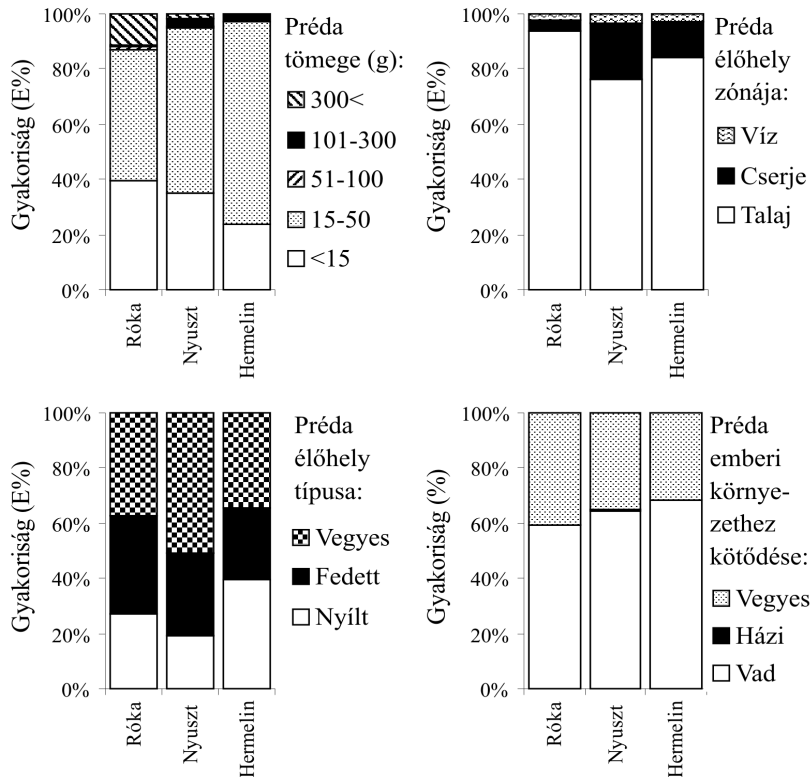 Gyakoriság (E%)
100%
80%
60%
40%
20%
0%
Róka
Nyuszt
Hermelin
Préda
tömege (g):
300<
101-300
51-100
15-50
<15
Gyakoriság (E%)
100%
80%
60%
40%
20%
0%
Róka
Nyuszt
Hermelin
Préda
élőhely
zónája:
Víz
Cserje
Talaj
Gyakoriság (E%)
100%
80%
60%
40%
20%
0%
Róka
Nyuszt
Hermelin
Préda
élőhely
típusa:
Vegyes
Fedett
Nyílt
Gyakoriság (%)
100%
80%
60%
40%
20%
0%
Róka
Nyuszt
Hermelin
Préda
emberi
környe-
zethez
kötődése:
Vegyes
Házi
Vad